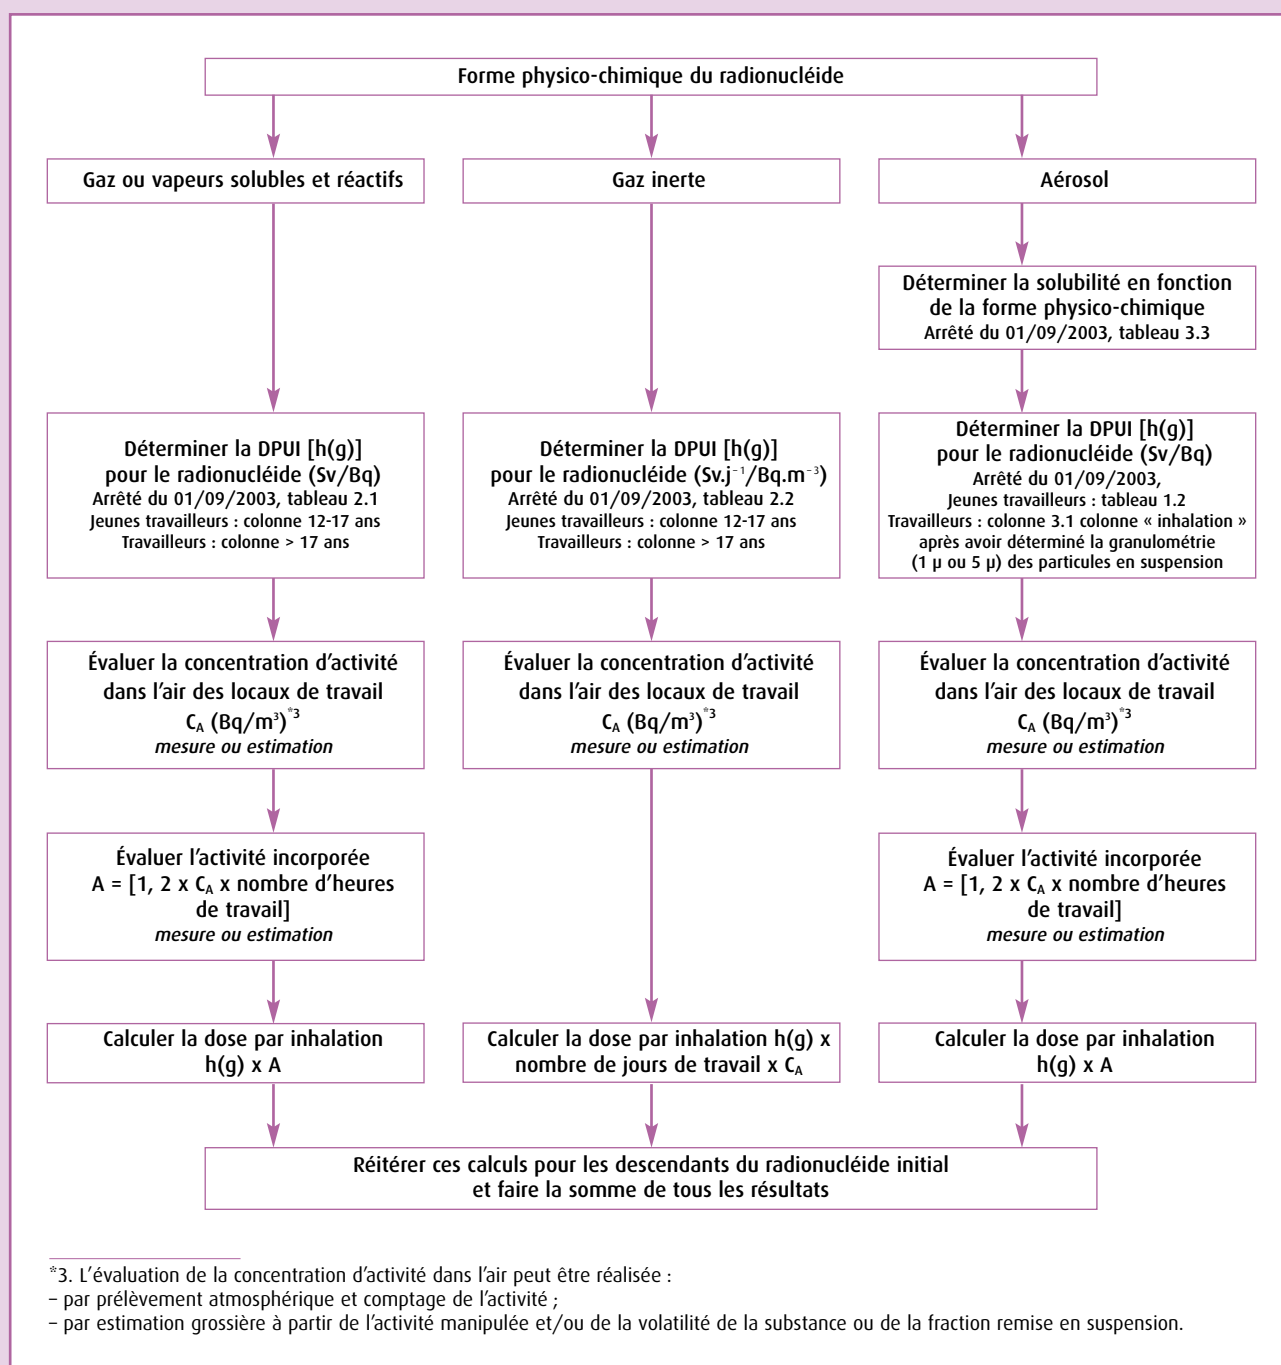 Forme physico-chimique du radionucléide
Gaz ou vapeurs solubles et réactifs
Gaz inerte
Aérosol
Déterminer la solubilité en fonction
de la forme physico-chimique
Arrêté du 01/09/2003, tableau 3.3
Déterminer la DPUI [h(g)]
pour le radionucléide (Sv/Bq)
Arrêté du 01/09/2003, tableau 2.1
Jeunes travailleurs : colonne 12-17 ans
Travailleurs : colonne > 17 ans
Déterminer la DPUI [h(g)]
pour le radionucléide (Sv.j⁻¹/Bq.m⁻³)
Arrêté du 01/09/2003, tableau 2.2
Jeunes travailleurs : colonne 12-17 ans
Travailleurs : colonne > 17 ans
Déterminer la DPUI [h(g)]
pour le radionucléide (Sv/Bq)
Arrêté du 01/09/2003,
Jeunes travailleurs : tableau 1.2
Travailleurs : colonne 3.1 colonne « inhalation »
après avoir déterminé la granulométrie
(1 µ ou 5 µ) des particules en suspension
Évaluer la concentration d'activité
dans l'air des locaux de travail
C_A (Bq/m³)*³
mesure ou estimation
Évaluer la concentration d'activité
dans l'air des locaux de travail
C_A (Bq/m³)*³
mesure ou estimation
Évaluer la concentration d'activité
dans l'air des locaux de travail
C_A (Bq/m³)*³
mesure ou estimation
Évaluer l'activité incorporée
A = [1, 2 x C_A x nombre d'heures
de travail]
mesure ou estimation
Évaluer l'activité incorporée
A = [1, 2 x C_A x nombre d'heures
de travail]
mesure ou estimation
Calculer la dose par inhalation
h(g) x A
Calculer la dose par inhalation h(g) x
nombre de jours de travail x C_A
Calculer la dose par inhalation
h(g) x A
Réitérer ces calculs pour les descendants du radionucléide initial
et faire la somme de tous les résultats
*3. L'évaluation de la concentration d'activité dans l'air peut être réalisée :
– par prélèvement atmosphérique et comptage de l'activité ;
– par estimation grossière à partir de l'activité manipulée et/ou de la volatilité de la substance ou de la fraction remise en suspension.